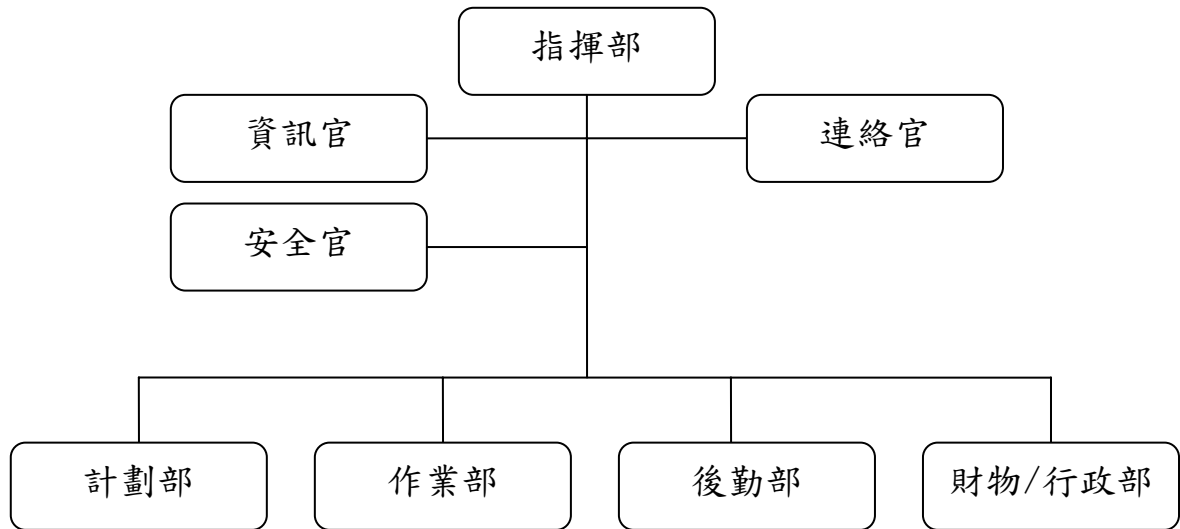 指揮部
資訊官
連絡官
安全官
計劃部
作業部
後勤部
財物/行政部